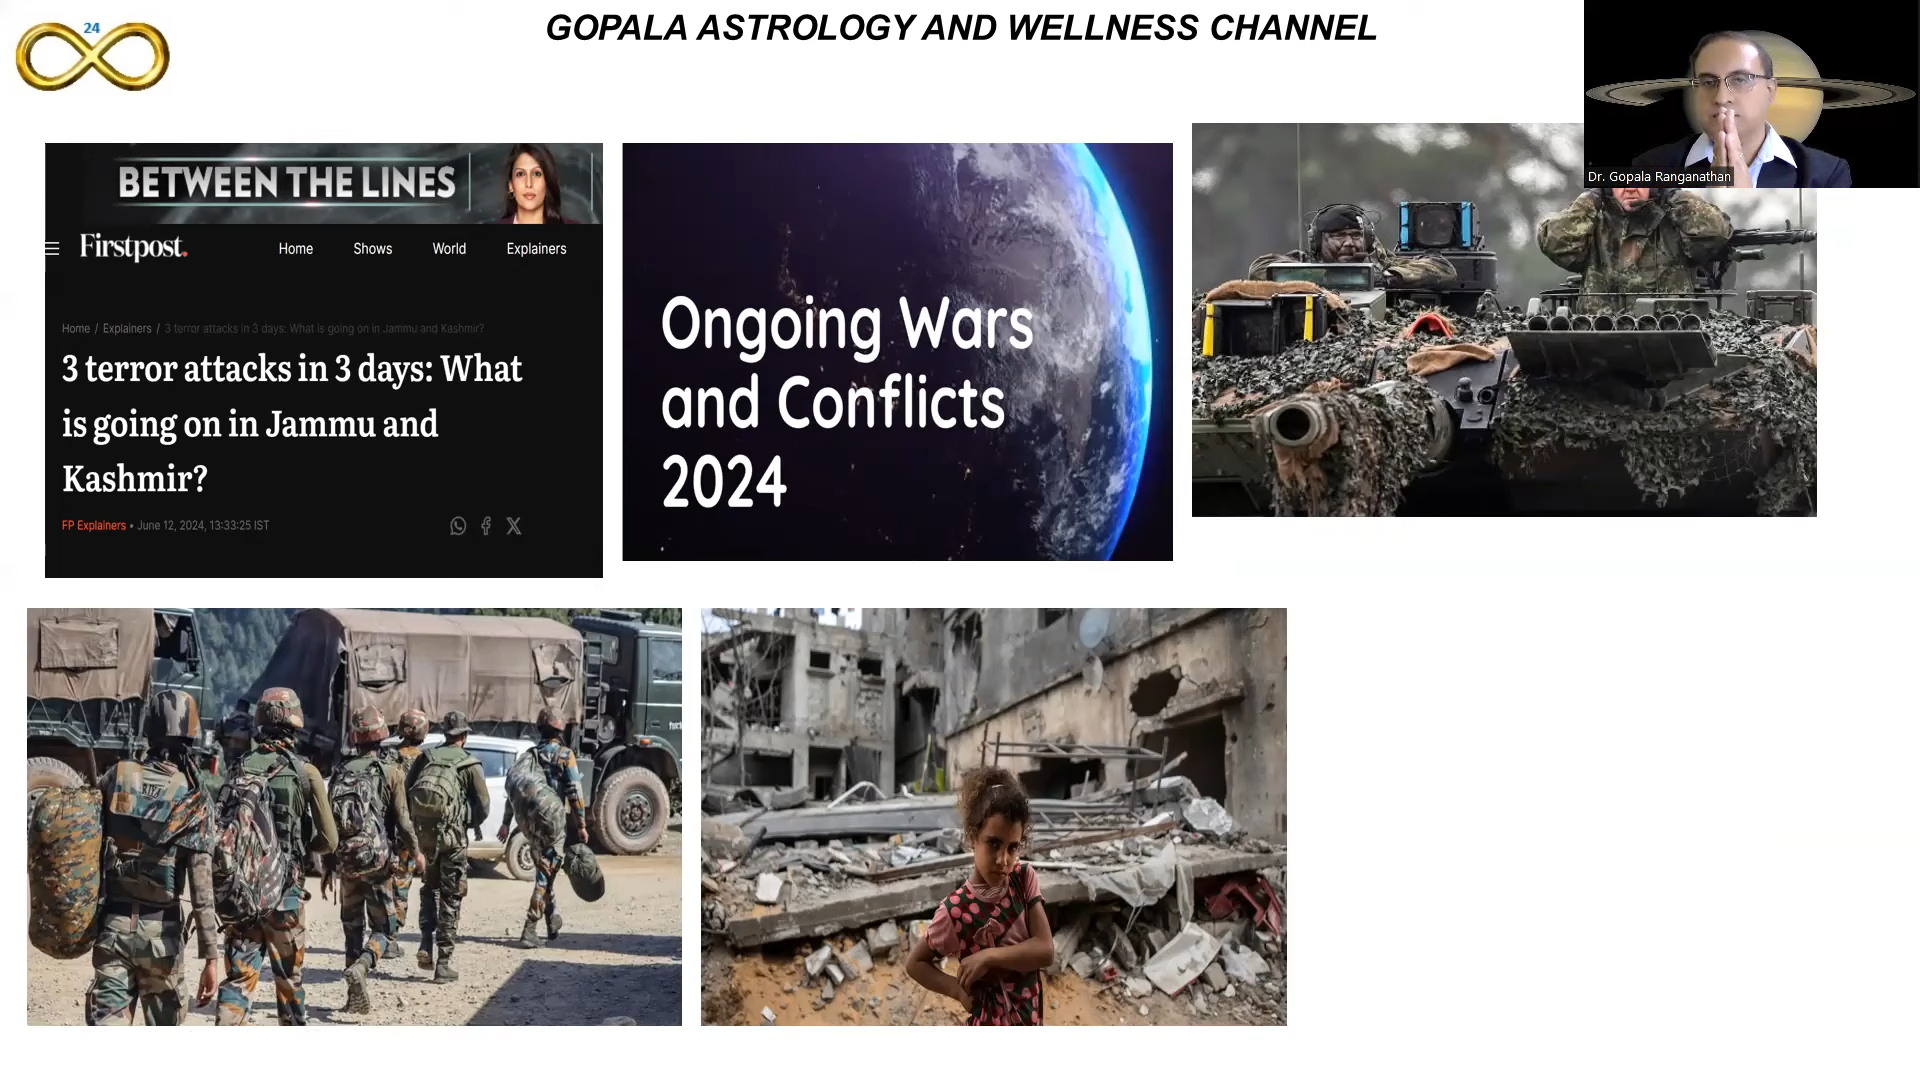 24
GOPALA ASTROLOGY AND WELLNESS CHANNEL
Dr. Gopala Ranganathan
BETWEEN THE LINES
Firstpost.
Home Shows World Explainers
Home / Explainers / 3 terror attacks in 3 days: What is going on in Jammu and Kashmir?
3 terror attacks in 3 days: What
is going on in Jammu and
Kashmir?
FP Explainers • June 12, 2024, 13:33:25 IST
Ongoing Wars
and Conflicts
2024